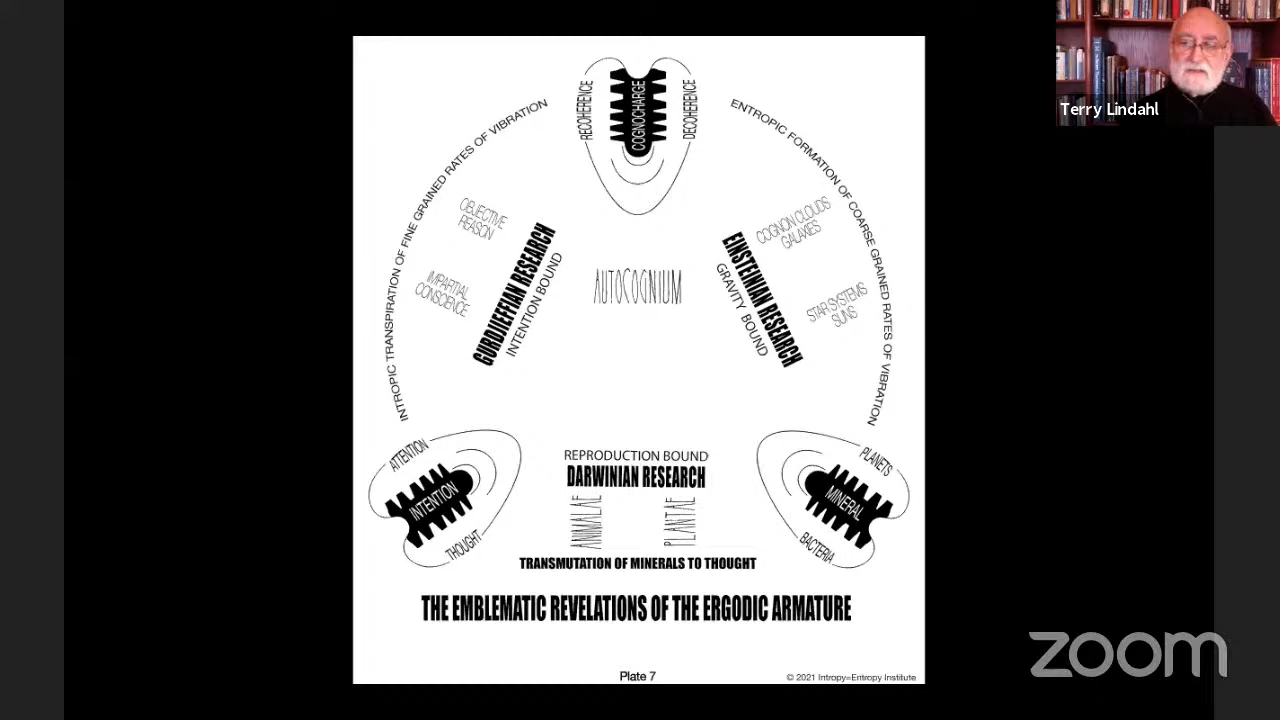 Terry Lindahl
RECOHERENCE
COGNOCHARGE
DECOHERENCE
INTROPIC TRANSPIRATION OF FINE GRAINED RATES OF VIBRATION
ENTROPIC FORMATION OF COARSE GRAINED RATES OF VIBRATION
OBJECTIVE
REASON
IMPARTIAL
CONSCIENCE
GURDJIEFFIAN RESEARCH
INTENTION BOUND
AUTOCOGNIUM
EINSTEINIAN RESEARCH
GRAVITY BOUND
COGNON CLOUDS
GALAXIES
STAR SYSTEMS
SUNS
ATTENTION
INTENTION
THOUGHT
REPRODUCTION BOUND
DARWINIAN RESEARCH
ANIMALAE
PLANTAE
PLANETS
MINERAL
BACTERIA
TRANSMUTATION OF MINERALS TO THOUGHT
THE EMBLEMATIC REVELATIONS OF THE ERGODIC ARMATURE
Plate 7
© 2021 Intropy=Entropy Institute
zoom